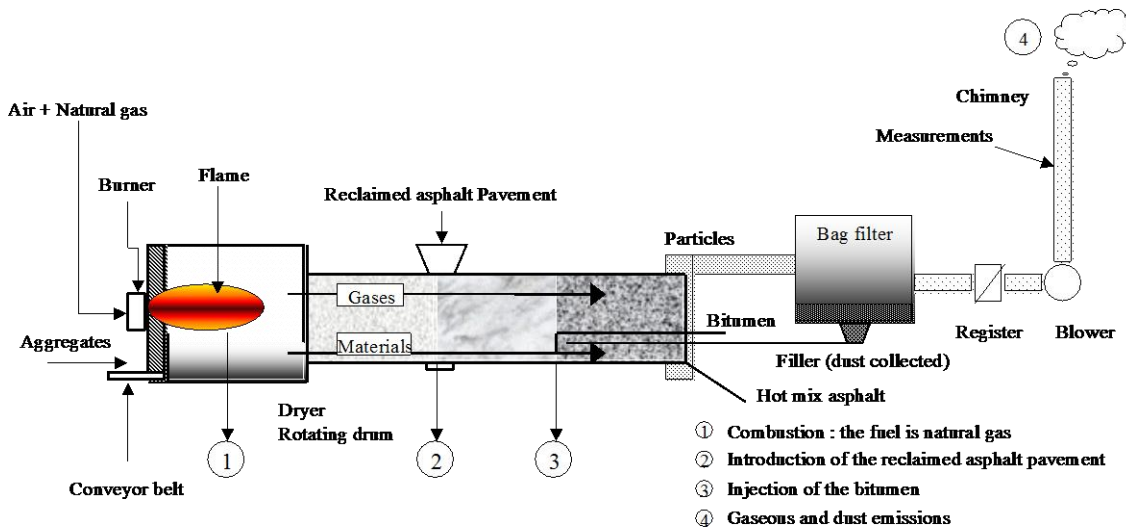 4
Chimney
Measurements
Air + Natural gas
Burner
Flame
Reclaimed asphalt Pavement
Particles
Bag filter
Gases
Bitumen
Register
Blower
Aggregates
Materials
Filler (dust collected)
Hot mix asphalt
Dryer
Rotating drum
1
2
3
Conveyor belt
1 Combustion : the fuel is natural gas
2 Introduction of the reclaimed asphalt pavement
3 Injection of the bitumen
4 Gaseous and dust emissions